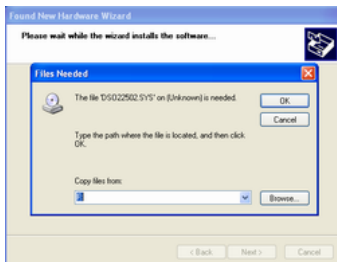 Found New Hardware Wizard
Please wait while the wizard installs the software...
Files Needed
The file 'DSO22502.SYS' on (Unknown) is needed.
OK
Cancel
Type the path where the file is located, and then click
OK.
Copy files from:
Browse...
< Back
Next >
Cancel